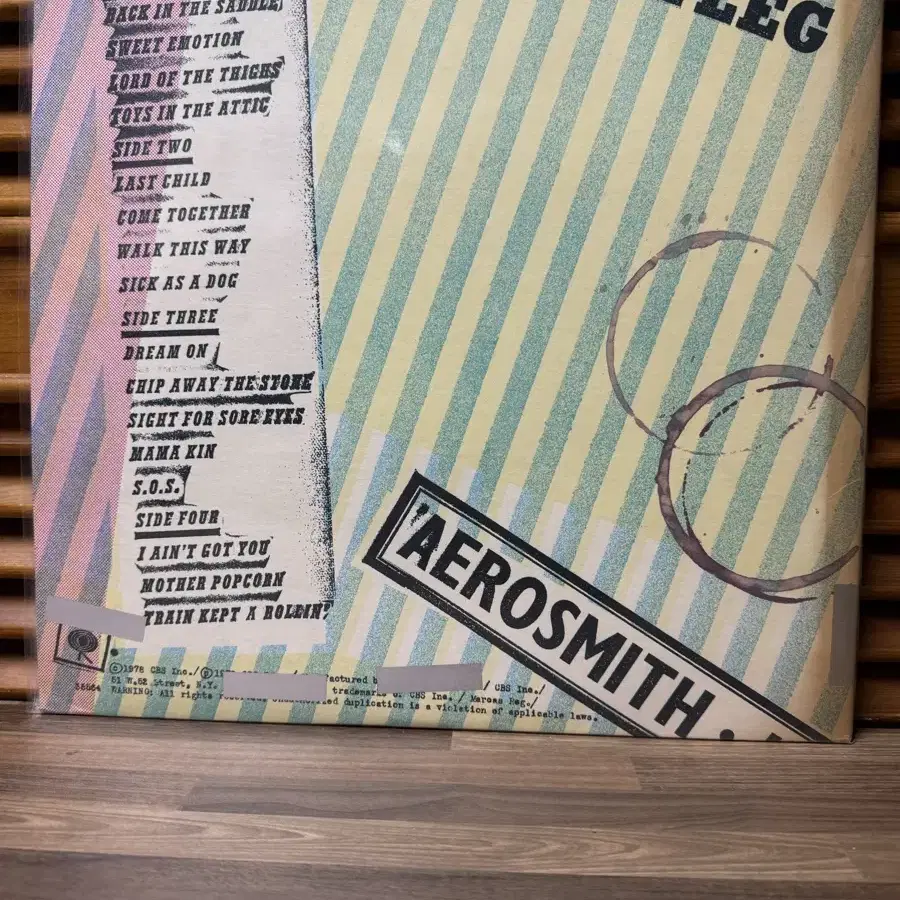 BACK IN THE SADDLE
SWEET EMOTION
LORD OF THE THIGHS
TOYS IN THE ATTIC
SIDE TWO
LAST CHILD
COME TOGETHER
WALK THIS WAY
SICK AS A DOG
SIDE THREE
DREAM ON
CHIP AWAY THE STONE
SIGHT FOR SORE EYES
MAMA KIN
S.O.S.
SIDE FOUR
I AIN'T GOT YOU
MOTHER POPCORN
TRAIN KEPT A ROLLIN'
LEG
'AEROSMITH
©1978 CBS Inc./ / CBS Inc./
51 W.52 Street, N.Y. trademarks of CBS Inc./ Marcas Reg./
WARNING: All rights duplication is a violation of applicable laws.